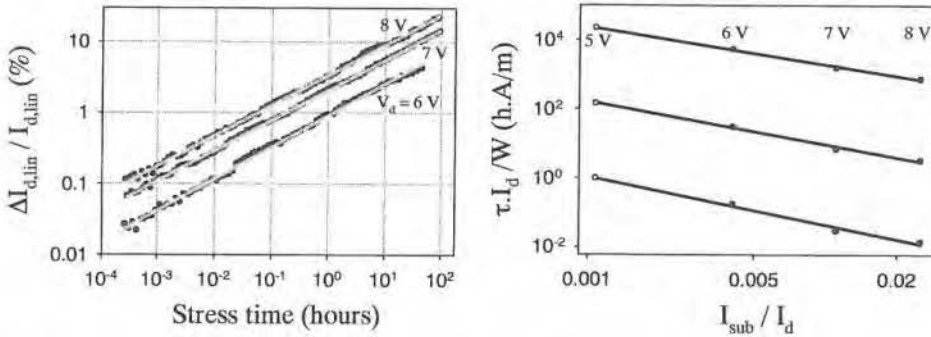 ΔI_d,lin / I_d,lin (%)
10
1
0.1
0.01
8 V
7 V
V_d = 6 V
10^-4 10^-3 10^-2 10^-1 10^0 10^1 10^2
Stress time (hours)
τ.I_d /W (h.A/m)
10^4
10^2
10^0
10^-2
5 V 6 V 7 V 8 V
0.001 0.005 0.02
I_sub / I_d